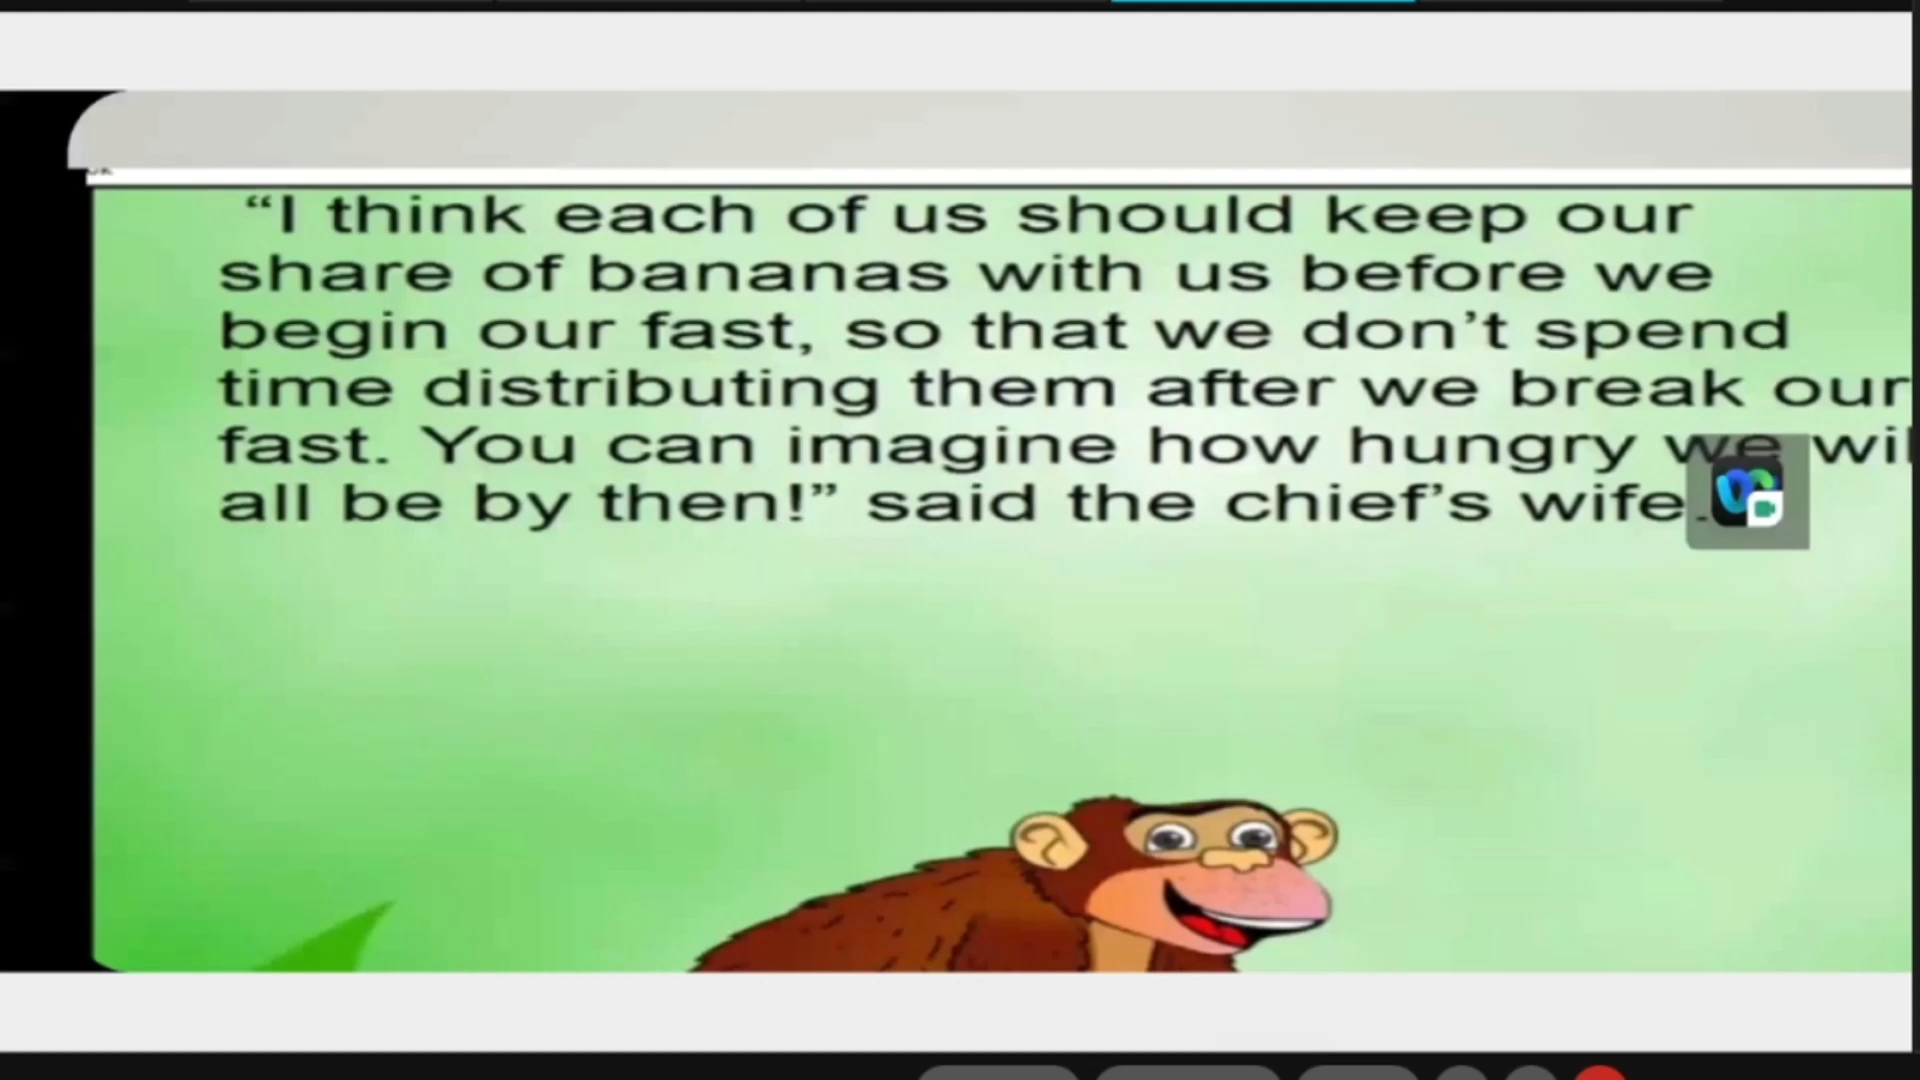 “I think each of us should keep our
share of bananas with us before we
begin our fast, so that we don’t spend
time distributing them after we break our
fast. You can imagine how hungry we
all be by then!” said the chief’s wife.